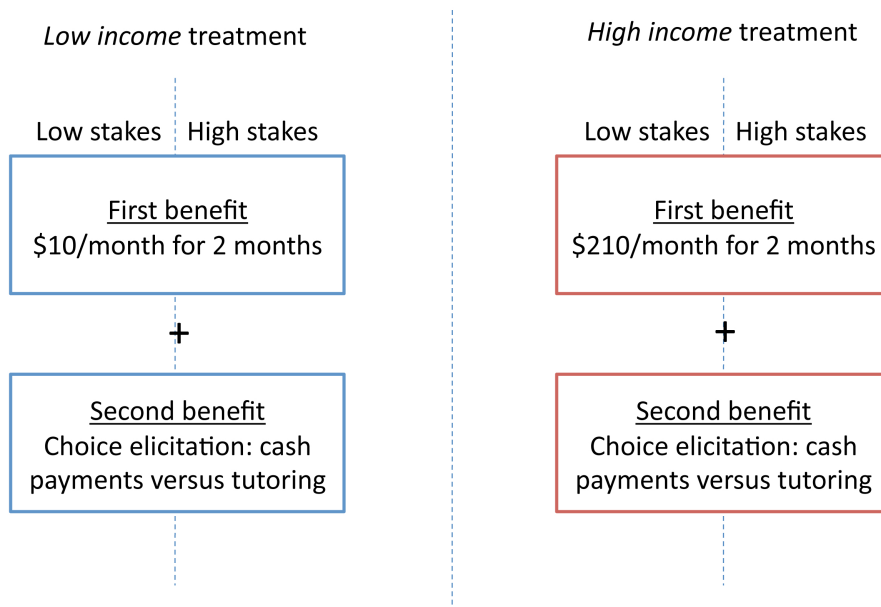 Low income treatment
Low stakes High stakes
First benefit
$10/month for 2 months
+
Second benefit
Choice elicitation: cash
payments versus tutoring
High income treatment
Low stakes High stakes
First benefit
$210/month for 2 months
+
Second benefit
Choice elicitation: cash
payments versus tutoring